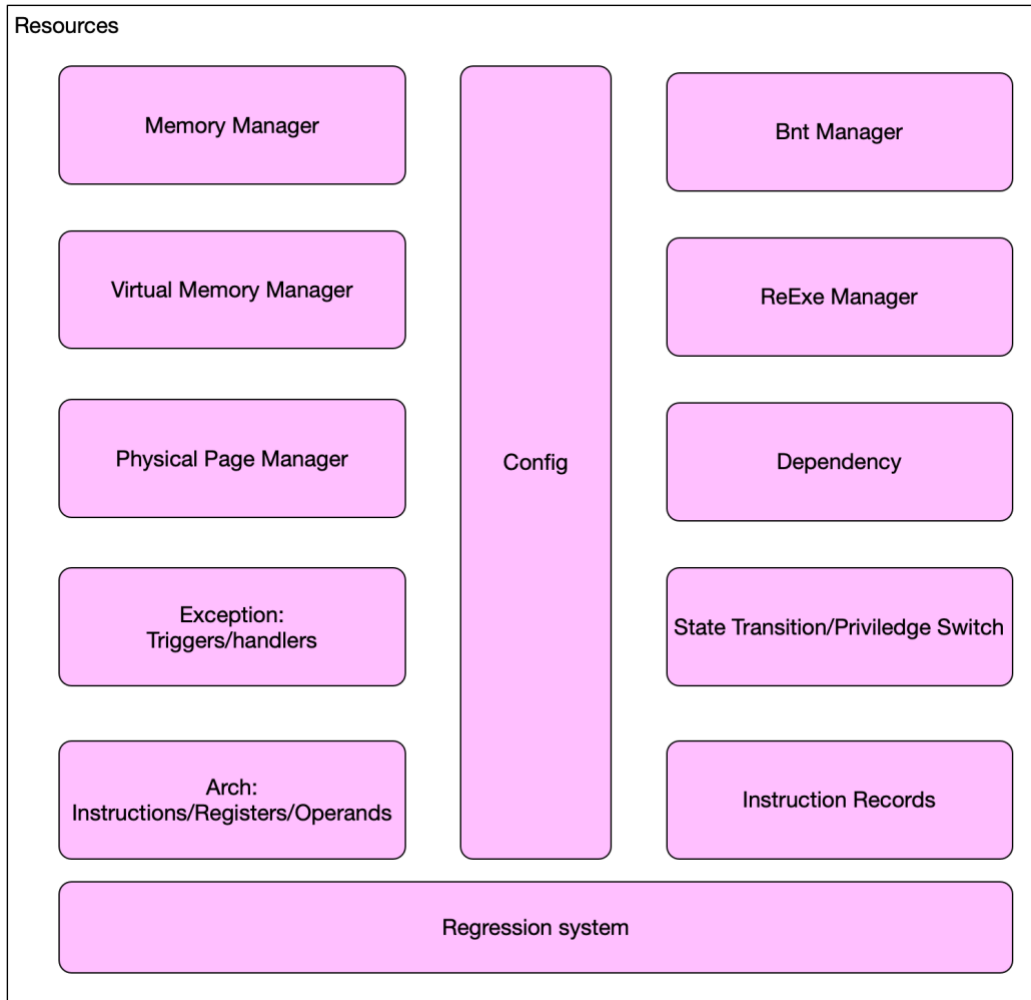 Resources
Memory Manager
Bnt Manager
Virtual Memory Manager
ReExe Manager
Physical Page Manager
Config
Dependency
Exception:
Triggers/handlers
State Transition/Priviledge Switch
Arch:
Instructions/Registers/Operands
Instruction Records
Regression system